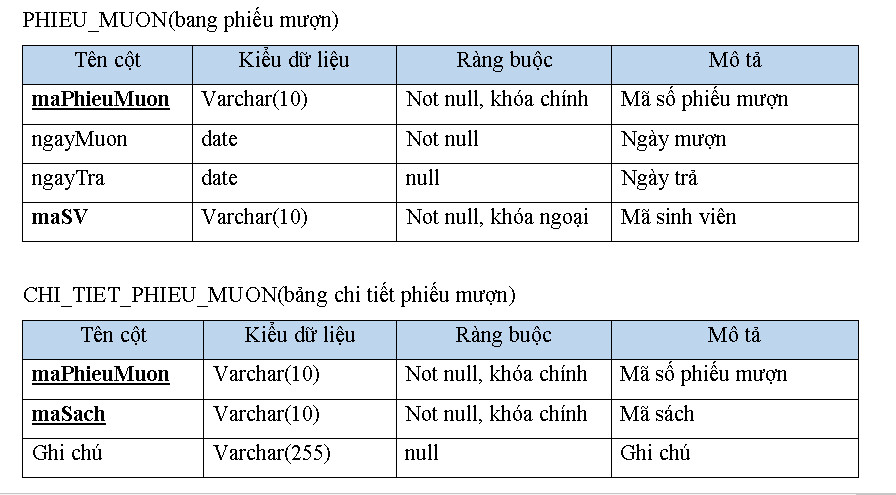 PHIEU_MUON(bang phiếu mượn)
Tên cột Kiểu dữ liệu Ràng buộc Mô tả
maPhieuMuon Varchar(10) Not null, khóa chính Mã số phiếu mượn
ngayMuon date Not null Ngày mượn
ngayTra date null Ngày trả
maSV Varchar(10) Not null, khóa ngoại Mã sinh viên
CHI_TIET_PHIEU_MUON(bảng chi tiết phiếu mượn)
Tên cột Kiểu dữ liệu Ràng buộc Mô tả
maPhieuMuon Varchar(10) Not null, khóa chính Mã số phiếu mượn
maSach Varchar(10) Not null, khóa chính Mã sách
Ghi chú Varchar(255) null Ghi chú